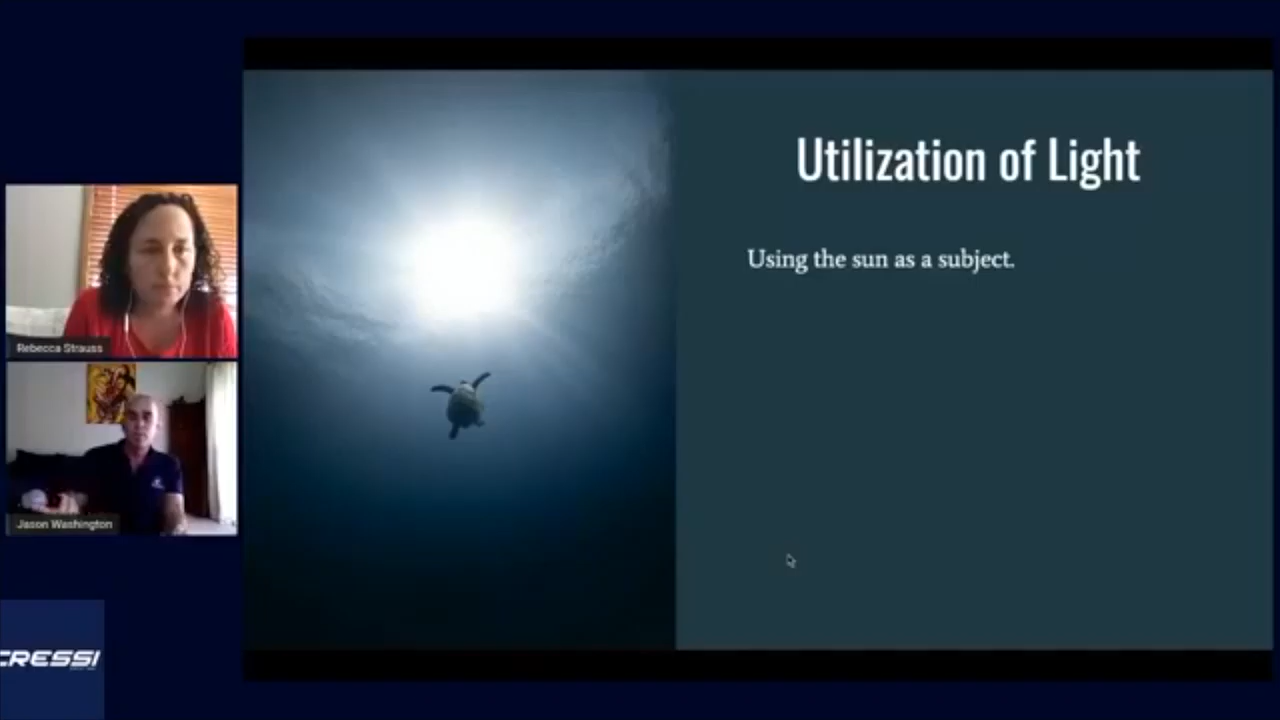 Utilization of Light
Using the sun as a subject.
Rebecca Strauss
Jason Washington
CRESSI